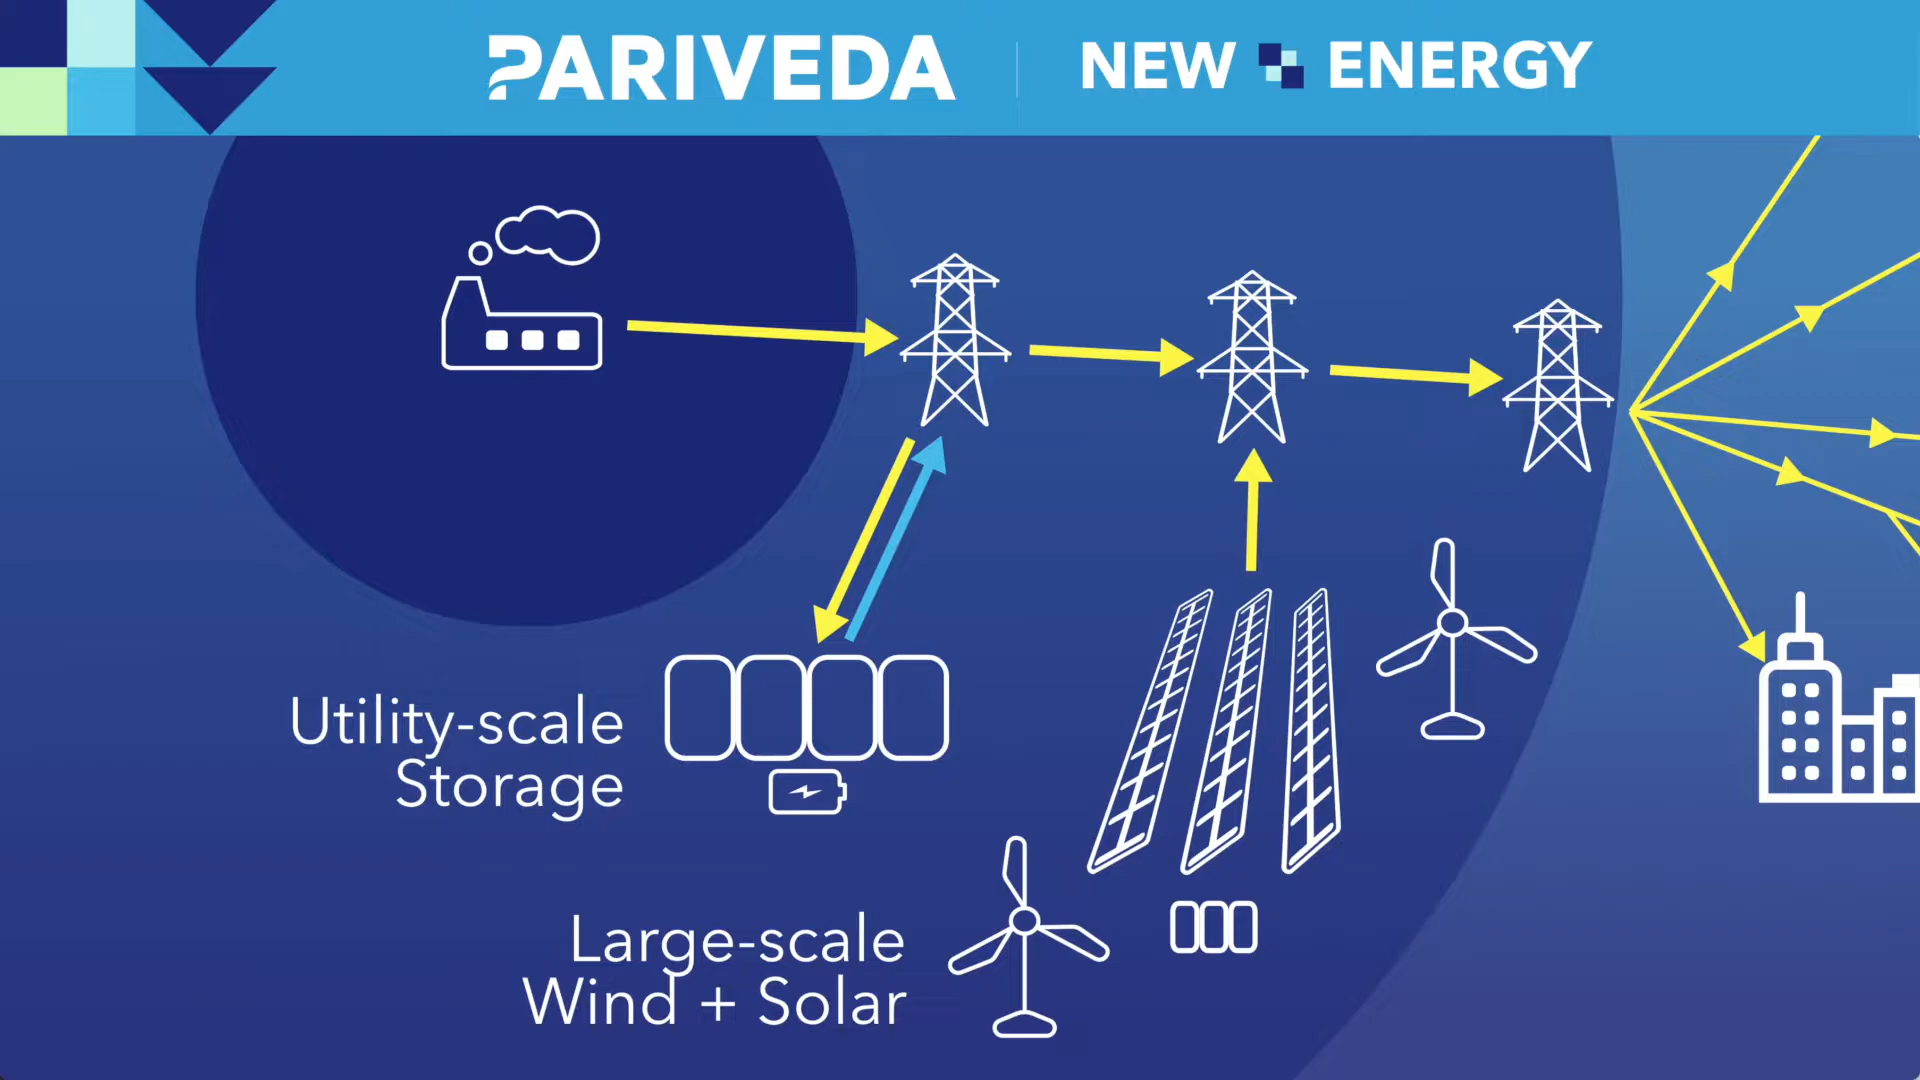 PARIVEDA
NEW ENERGY
Utility-scale
Storage
Large-scale
Wind + Solar